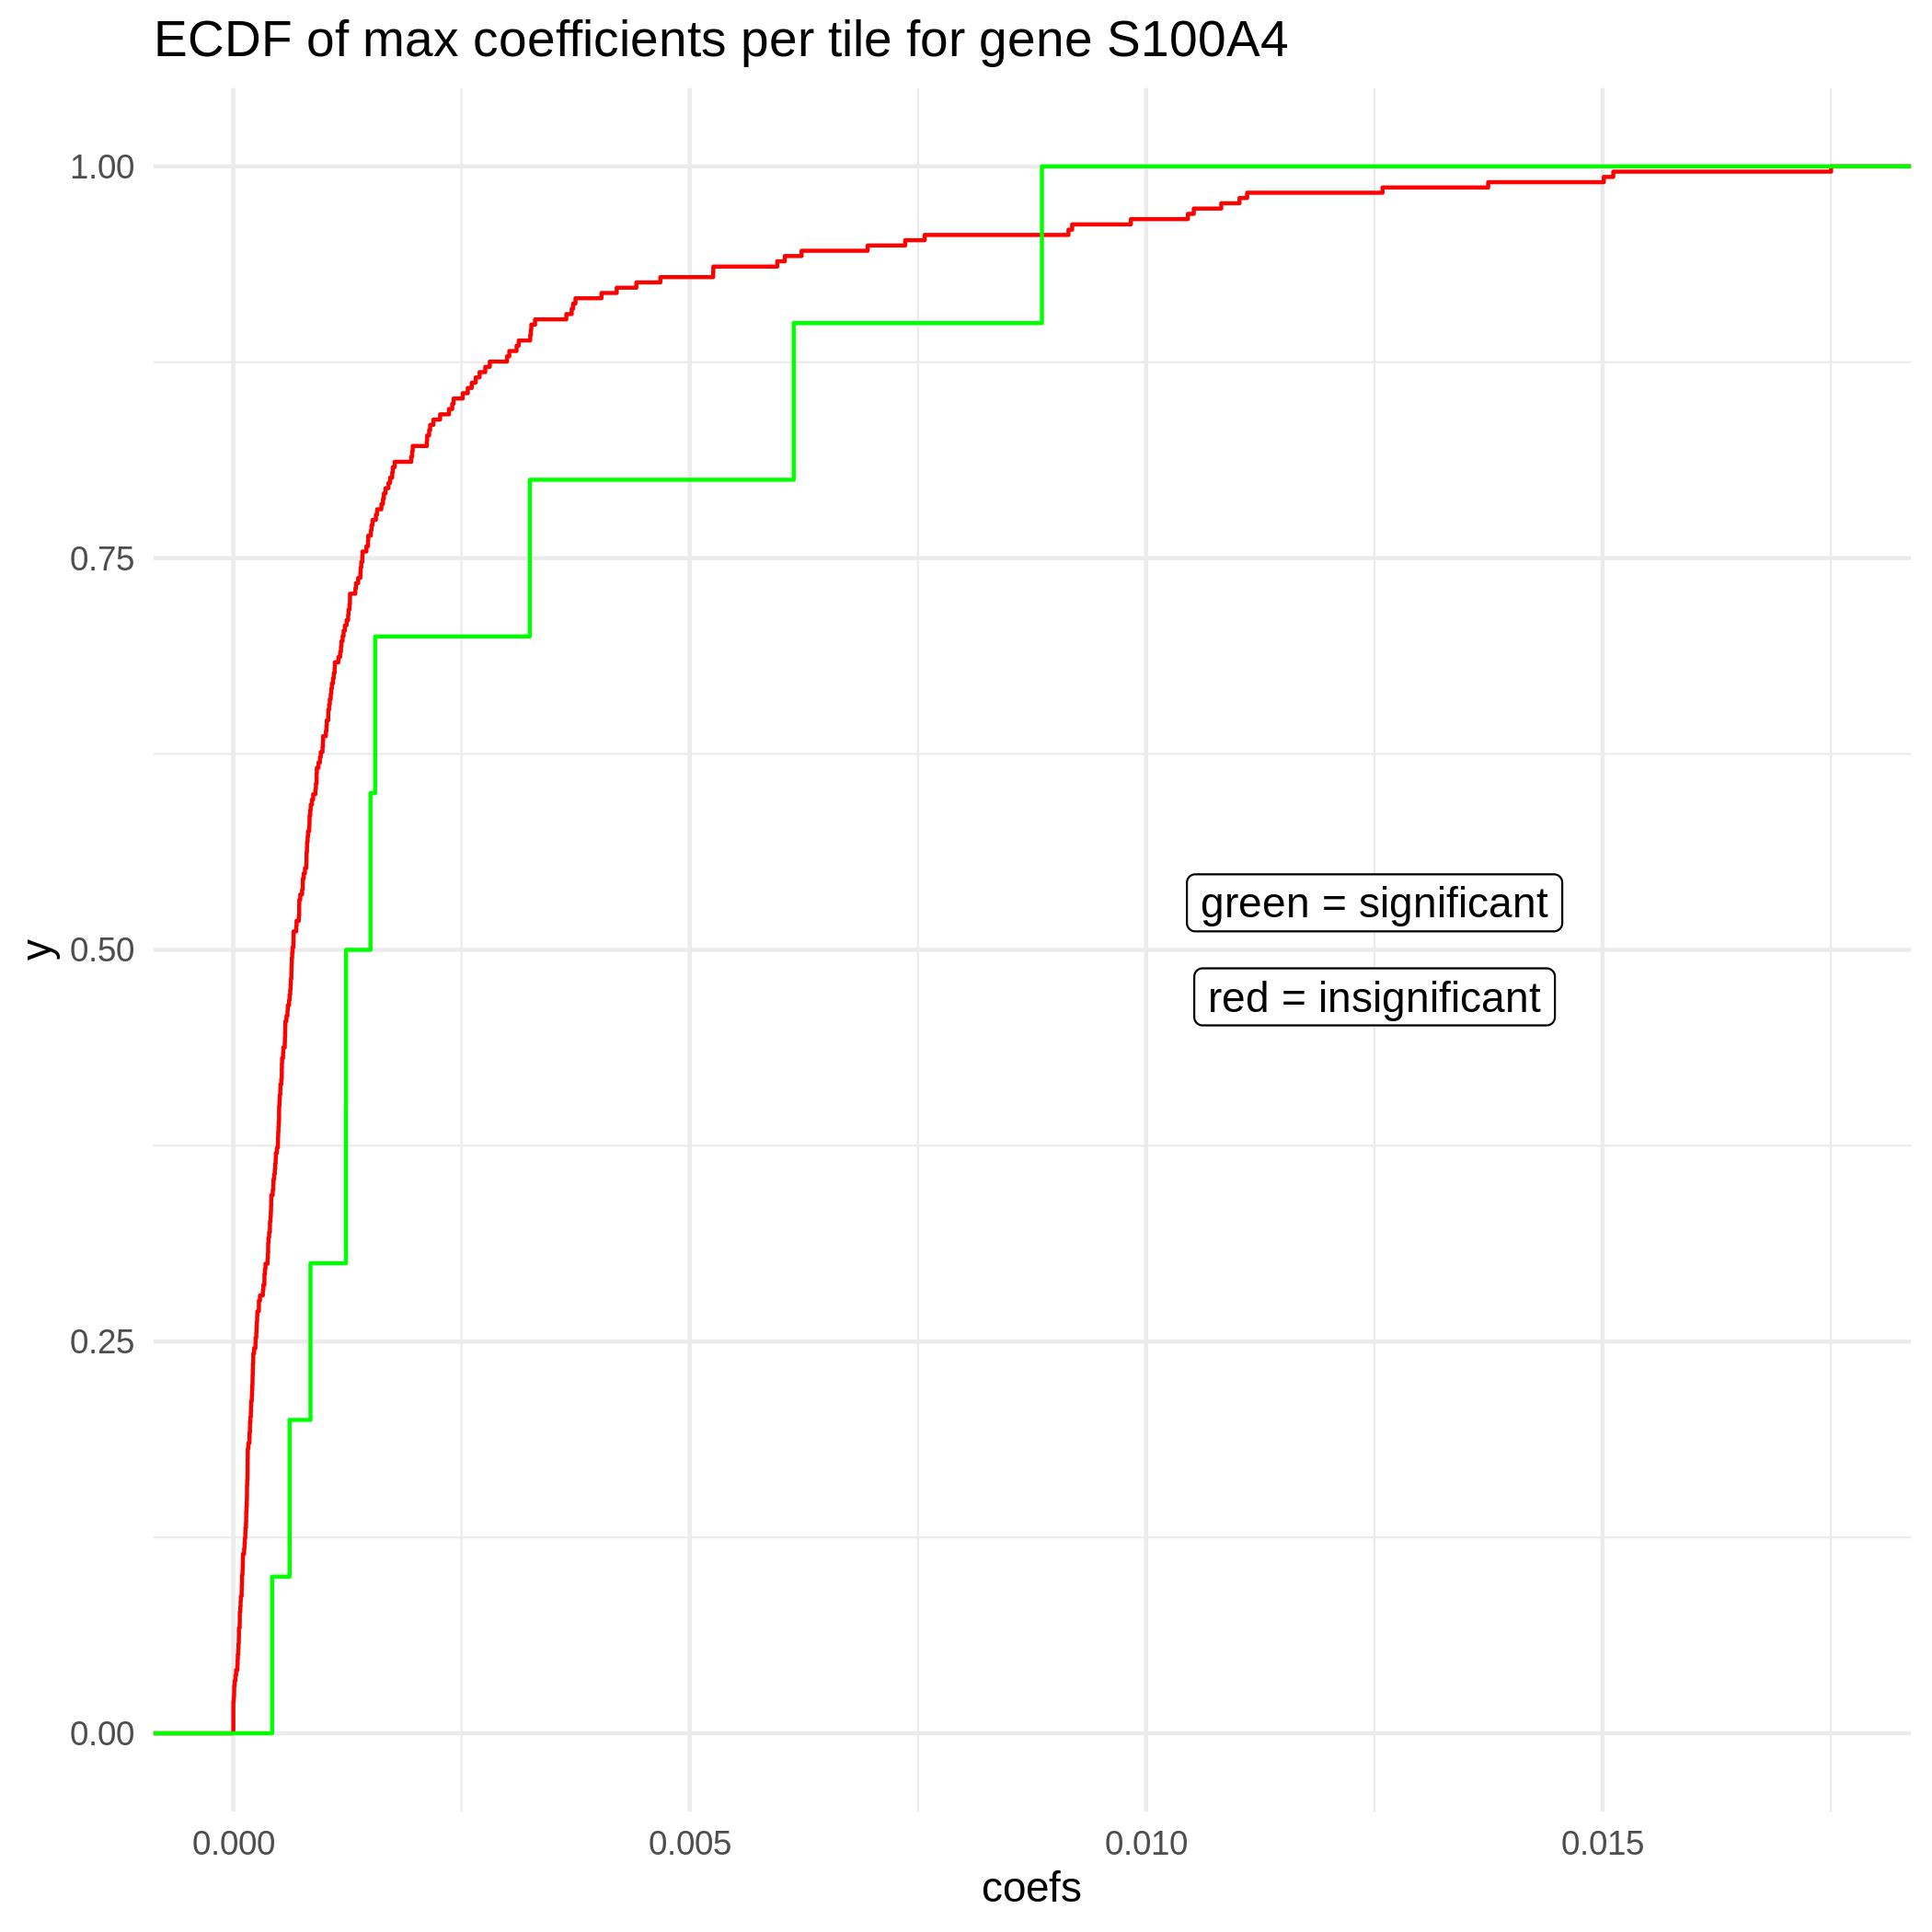 ECDF of max coefficients per tile for gene S100A4
1.00
0.75
0.50
0.25
0.00
y
green = significant
red = insignificant
0.000 0.005 0.010 0.015
coefs